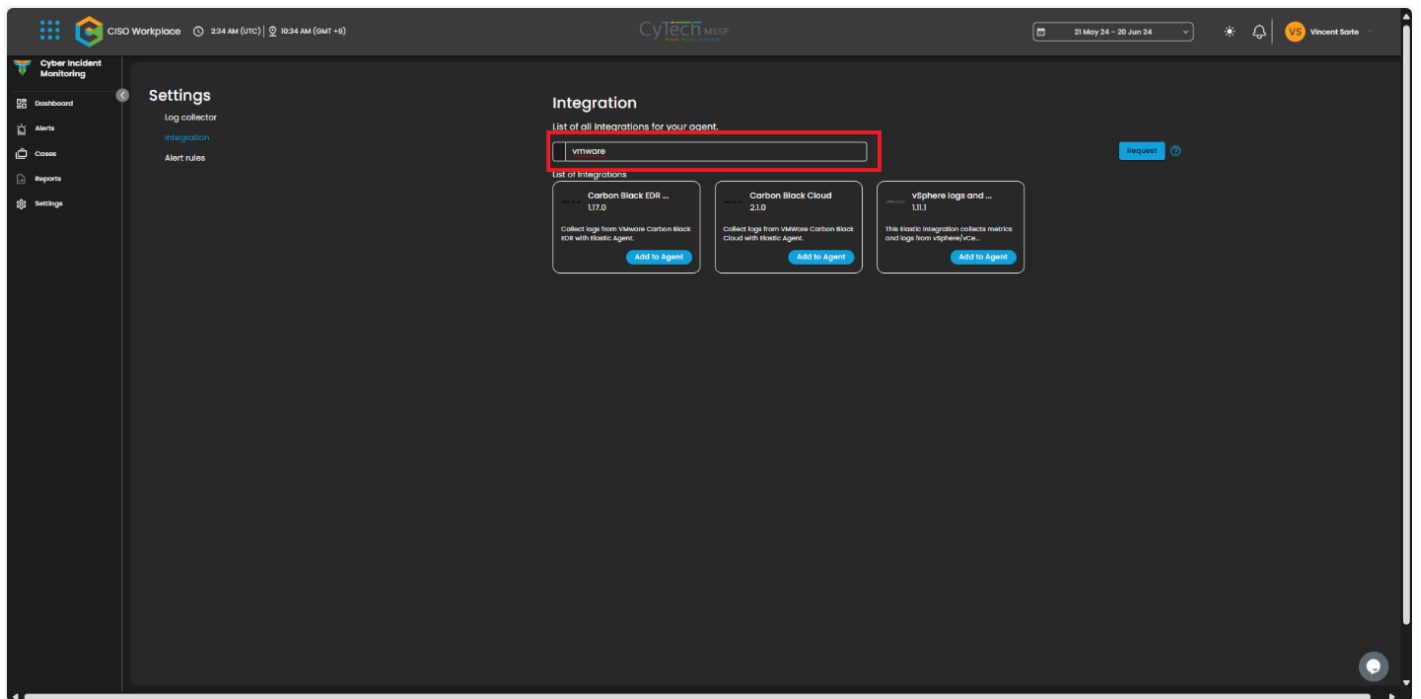 CISO Workplace 2:34 AM (UTC) | 10:34 AM (GMT +8)
CyTech MSSP
21 May 24 - 20 Jun 24
VS Vincent Sarte
Cyber Incident
Monitoring
Dashboard
Alerts
Cases
Reports
Settings
Settings
Log collector
Integration
Alert rules
Integration
List of all Integrations for your agent.
vmware
Request
List of Integrations
Carbon Black EDR ...
1.17.0
Collect logs from VMware Carbon Black
EDR with Elastic Agent.
Add to Agent
Carbon Black Cloud
2.1.0
Collect logs from VMWare Carbon Black
Cloud with Elastic Agent.
Add to Agent
vSphere logs and ...
1.11.1
This Elastic Integration collects metrics
and logs from vSphere/vCe...
Add to Agent